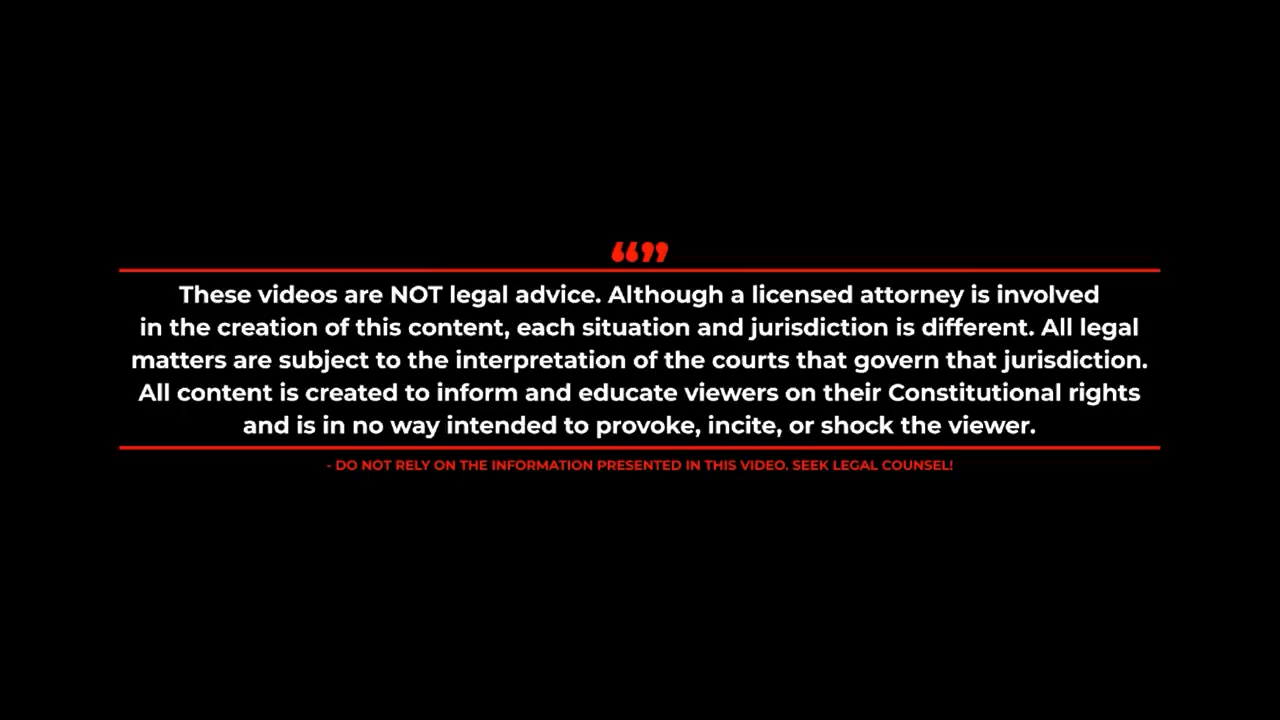 ❝❞
These videos are NOT legal advice. Although a licensed attorney is involved
in the creation of this content, each situation and jurisdiction is different. All legal
matters are subject to the interpretation of the courts that govern that jurisdiction.
All content is created to inform and educate viewers on their Constitutional rights
and is in no way intended to provoke, incite, or shock the viewer.
- DO NOT RELY ON THE INFORMATION PRESENTED IN THIS VIDEO. SEEK LEGAL COUNSEL!